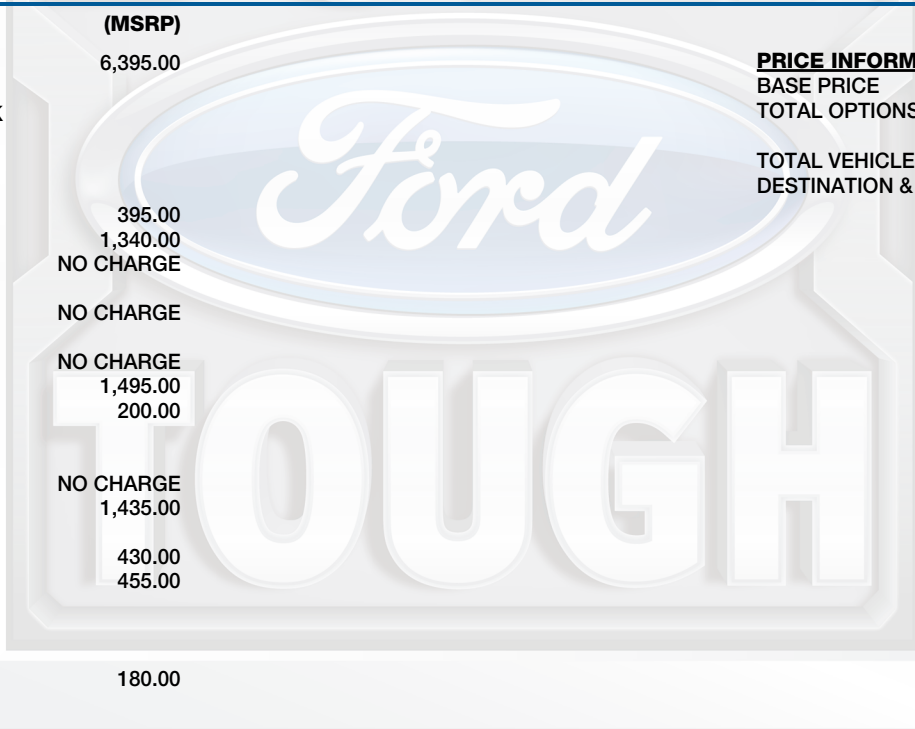 (MSRP)
6,395.00
395.00
1,340.00
NO CHARGE
NO CHARGE
NO CHARGE
1,495.00
200.00
NO CHARGE
1,435.00
430.00
455.00
180.00
PRICE INFORM
BASE PRICE
TOTAL OPTIONS
TOTAL VEHICLE
DESTINATION &
Ford
TOUGH